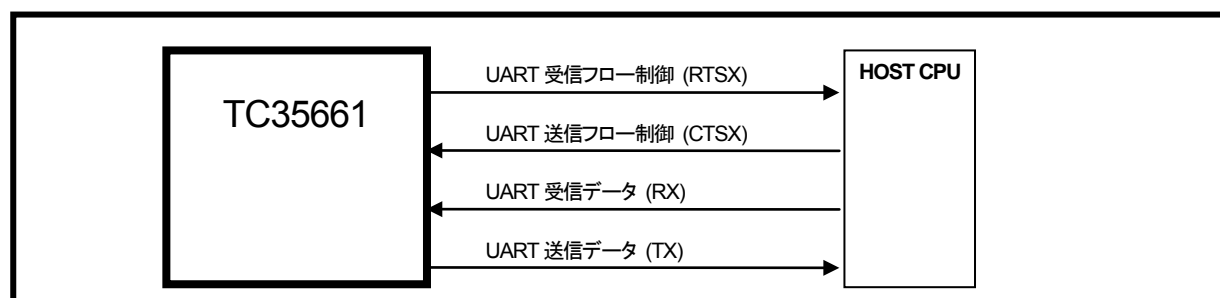 TC35661
HOST CPU
UART 受信フロー制御 (RTSX)
UART 送信フロー制御 (CTSX)
UART 受信データ (RX)
UART 送信データ (TX)